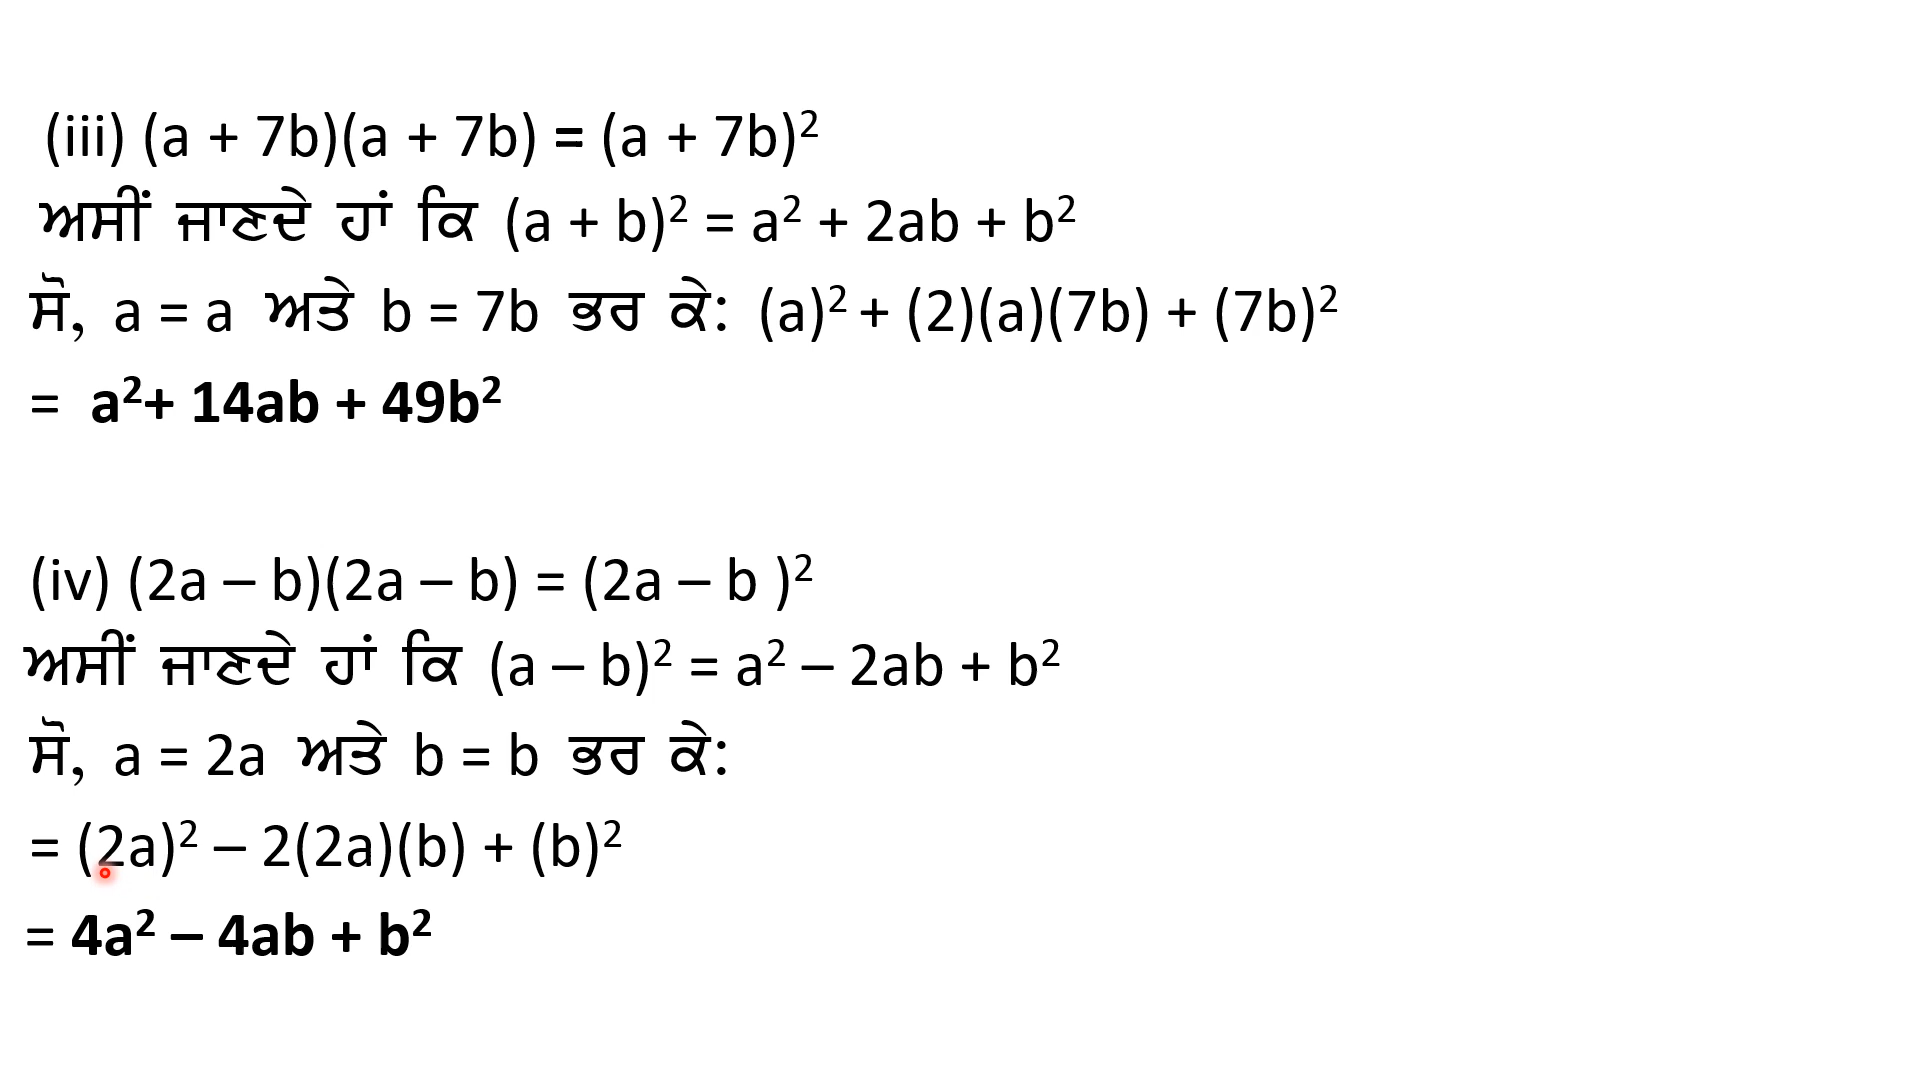 (iii) (a + 7b)(a + 7b) = (a + 7b)²
ਅਸੀਂ ਜਾਣਦੇ ਹਾਂ ਕਿ (a + b)² = a² + 2ab + b²
ਸੋ, a = a ਅਤੇ b = 7b ਭਰ ਕੇ: (a)² + (2)(a)(7b) + (7b)²
= a²+ 14ab + 49b²
(iv) (2a – b)(2a – b) = (2a – b )²
ਅਸੀਂ ਜਾਣਦੇ ਹਾਂ ਕਿ (a – b)² = a² – 2ab + b²
ਸੋ, a = 2a ਅਤੇ b = b ਭਰ ਕੇ:
= (2a)² – 2(2a)(b) + (b)²
= 4a² – 4ab + b²